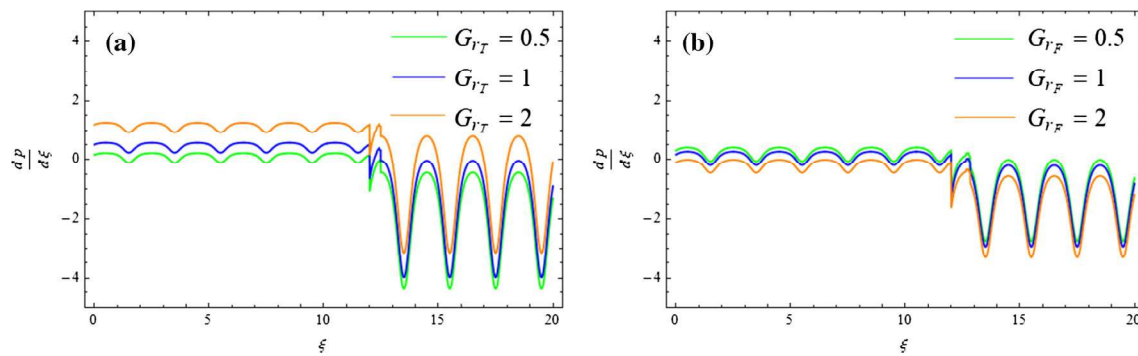 (a)
G_{r_T} = 0.5
G_{r_T} = 1
G_{r_T} = 2
dp/dξ
4
2
0
−2
−4
0 5 10 15 20
ξ
(b)
G_{r_F} = 0.5
G_{r_F} = 1
G_{r_F} = 2
dp/dξ
4
2
0
−2
−4
0 5 10 15 20
ξ